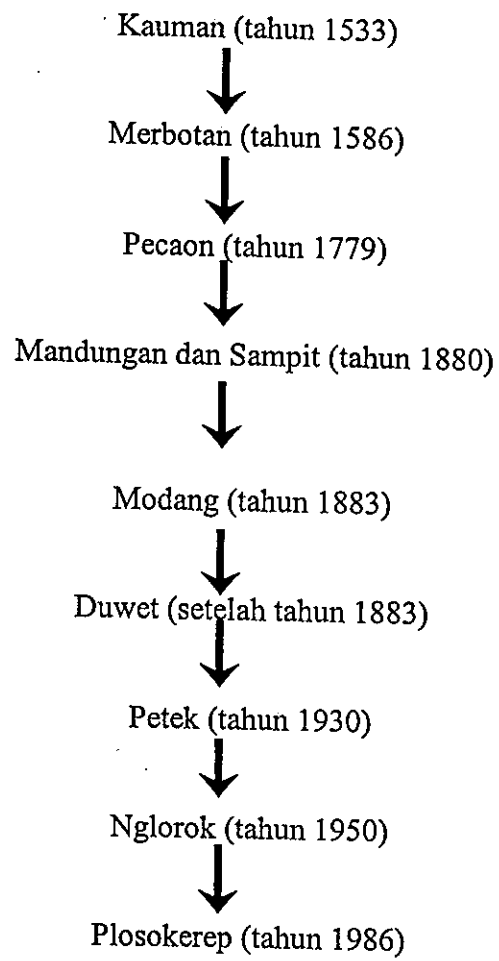 Kauman (tahun 1533)
Merbotan (tahun 1586)
Pecaon (tahun 1779)
Mandungan dan Sampit (tahun 1880)
Modang (tahun 1883)
Duwet (setelah tahun 1883)
Petek (tahun 1930)
Nglorok (tahun 1950)
Plosokerep (tahun 1986)